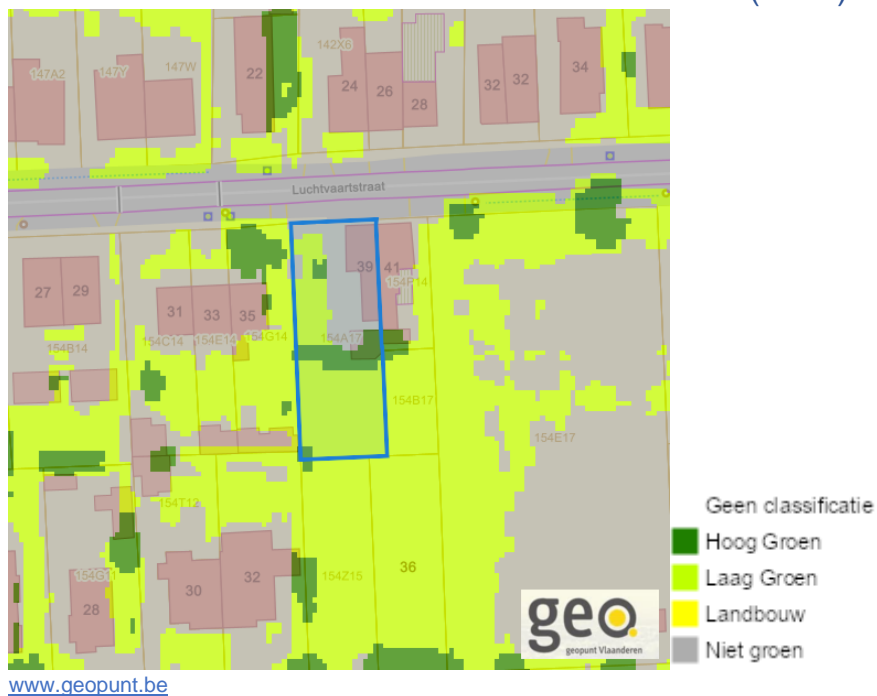 147A2
147Y
147W
22
142X6
24
26
28
32
32
34
Luchtvaartstraat
27
29
31
33
35
39
41
154P14
154B14
154C14
154E14
154G14
154A17
154B17
154E17
154T12
154G11
28
30
32
154Z15
36
geo
geopunt Vlaanderen
Geen classificatie
Hoog Groen
Laag Groen
Landbouw
Niet groen
www.geopunt.be